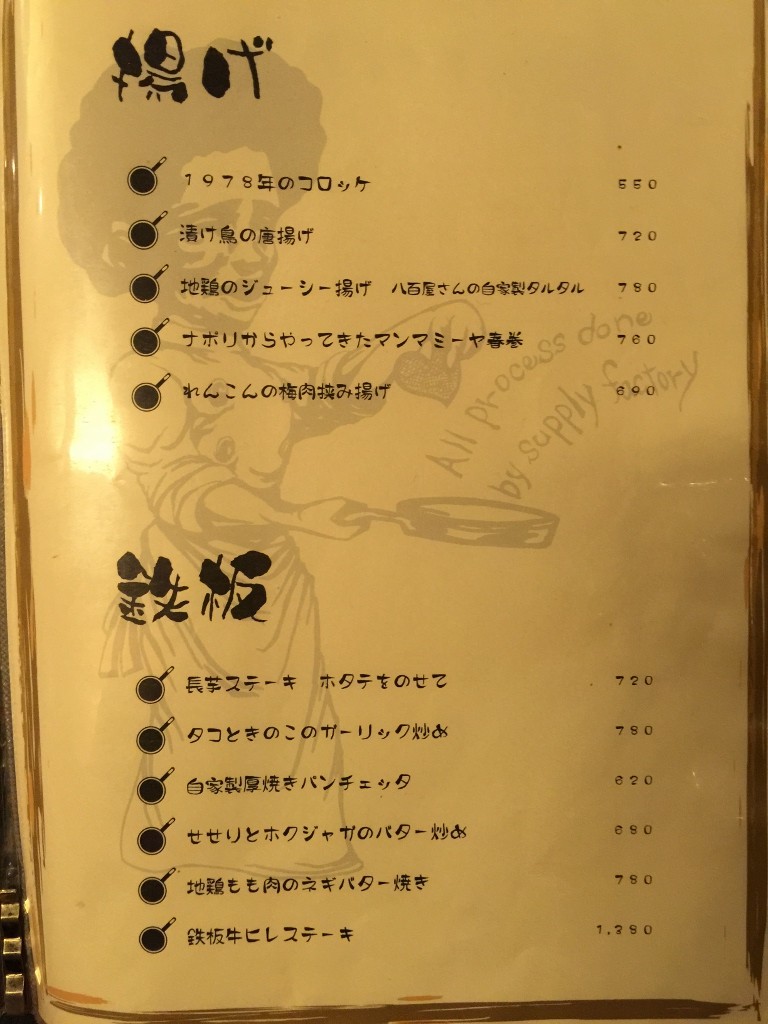 揚げ
1978年のコロッケ 550
漬け鳥の唐揚げ 720
地鶏のジューシー揚げ 八百屋さんの自家製タルタル 780
ナポリからやってきたマンマミーヤ春巻 760
れんこんの梅肉挟み揚げ 690
All process done
by supply factory
鉄板
長芋ステーキ ホタテをのせて 720
タコときのこのガーリック炒め 780
自家製厚焼きパンチェッタ 620
せせりとホクジャガのバター炒め 680
地鶏もも肉のネギバター焼き 780
鉄板牛ヒレステーキ 1,380